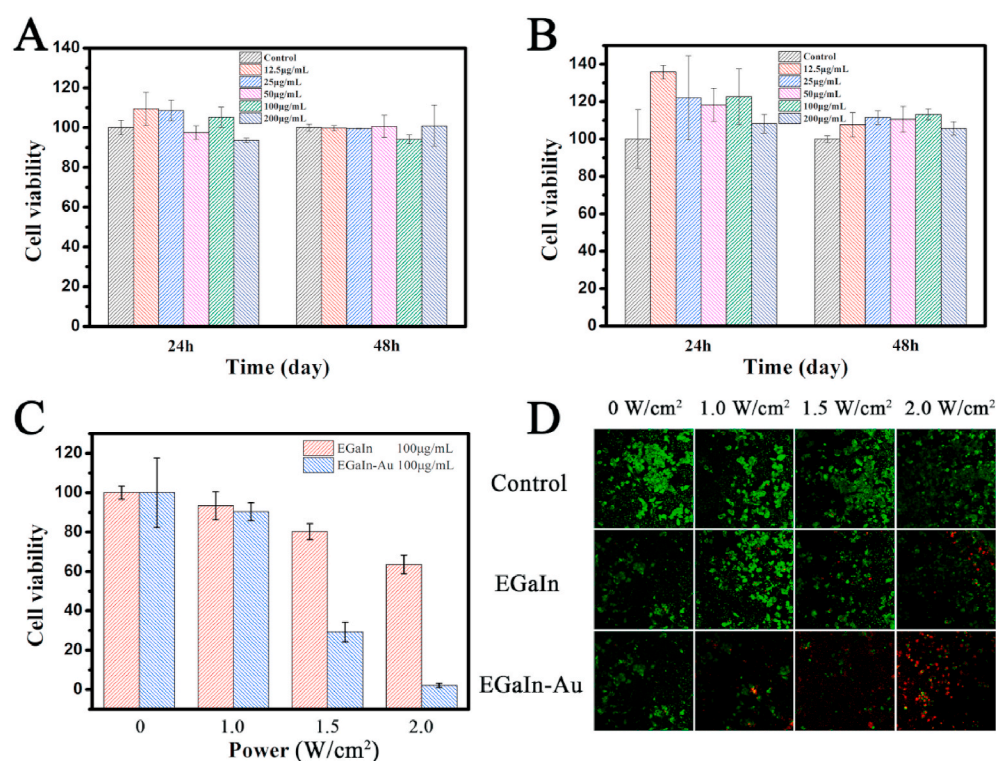 A
140
120
100
80
60
40
20
0
Cell viability
Control
12.5μg/mL
25μg/mL
50μg/mL
100μg/mL
200μg/mL
24h
48h
Time (day)
B
140
120
100
80
60
40
20
0
Cell viability
Control
12.5μg/mL
25μg/mL
50μg/mL
100μg/mL
200μg/mL
24h
48h
Time (day)
C
120
100
80
60
40
20
0
Cell viability
EGaIn 100μg/mL
EGaIn-Au 100μg/mL
0
1.0
1.5
2.0
Power (W/cm²)
D
0 W/cm² 1.0 W/cm² 1.5 W/cm² 2.0 W/cm²
Control
EGaIn
EGaIn-Au